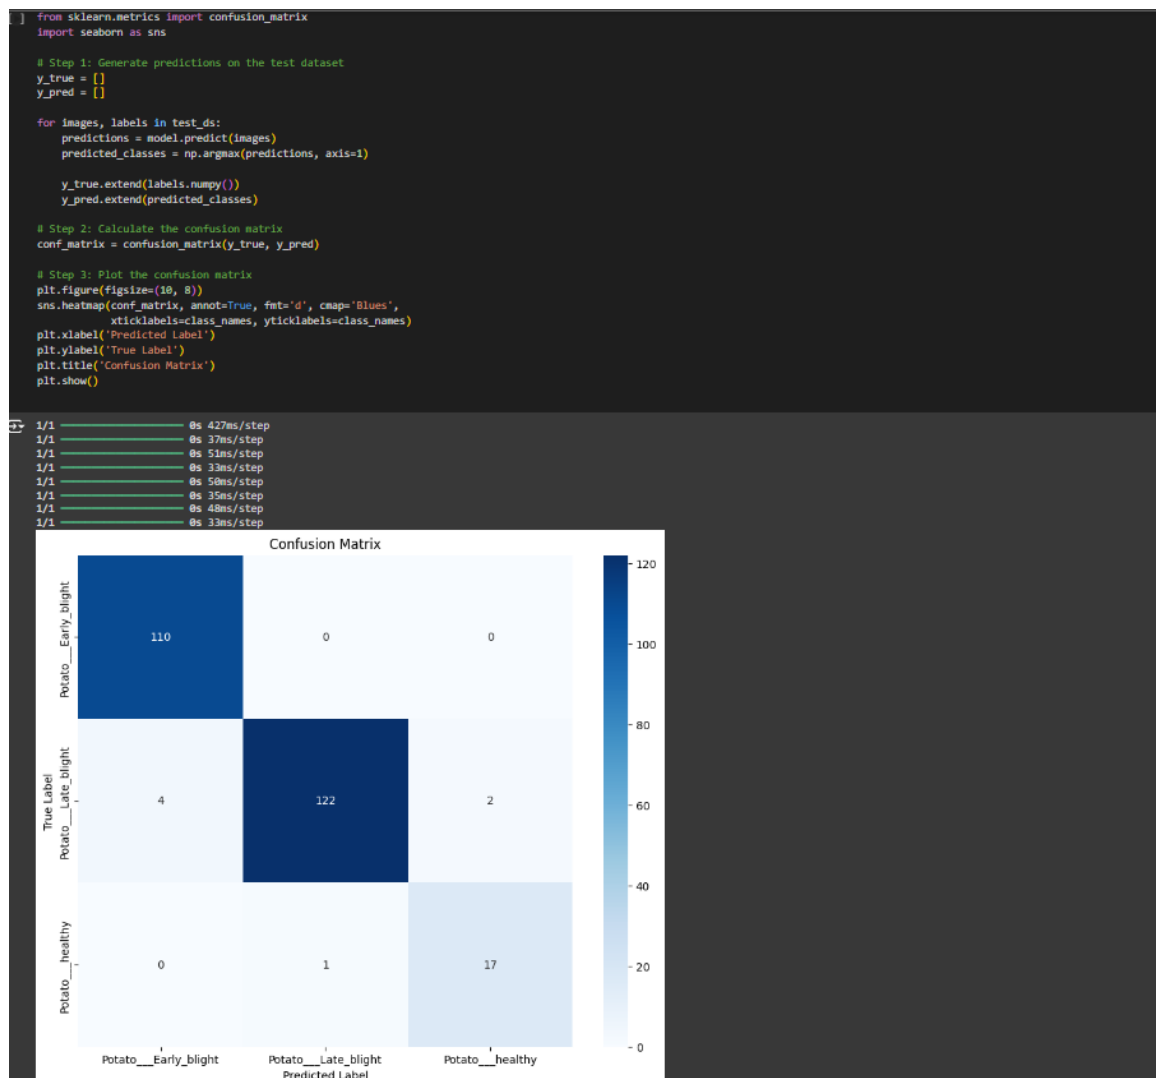 [ ] from sklearn.metrics import confusion_matrix
import seaborn as sns
# Step 1: Generate predictions on the test dataset
y_true = []
y_pred = []
for images, labels in test_ds:
    predictions = model.predict(images)
    predicted_classes = np.argmax(predictions, axis=1)
    y_true.extend(labels.numpy())
    y_pred.extend(predicted_classes)
# Step 2: Calculate the confusion matrix
conf_matrix = confusion_matrix(y_true, y_pred)
# Step 3: Plot the confusion matrix
plt.figure(figsize=(10, 8))
sns.heatmap(conf_matrix, annot=True, fmt='d', cmap='Blues',
            xticklabels=class_names, yticklabels=class_names)
plt.xlabel('Predicted Label')
plt.ylabel('True Label')
plt.title('Confusion Matrix')
plt.show()
1/1 0s 427ms/step
1/1 0s 37ms/step
1/1 0s 51ms/step
1/1 0s 33ms/step
1/1 0s 50ms/step
1/1 0s 35ms/step
1/1 0s 48ms/step
1/1 0s 33ms/step
Confusion Matrix
True Label
Potato___Early_blight
110 0 0
Potato___Late_blight
4 122 2
Potato___healthy
0 1 17
Potato___Early_blight Potato___Late_blight Potato___healthy
Predicted Label
120
100
80
60
40
20
0